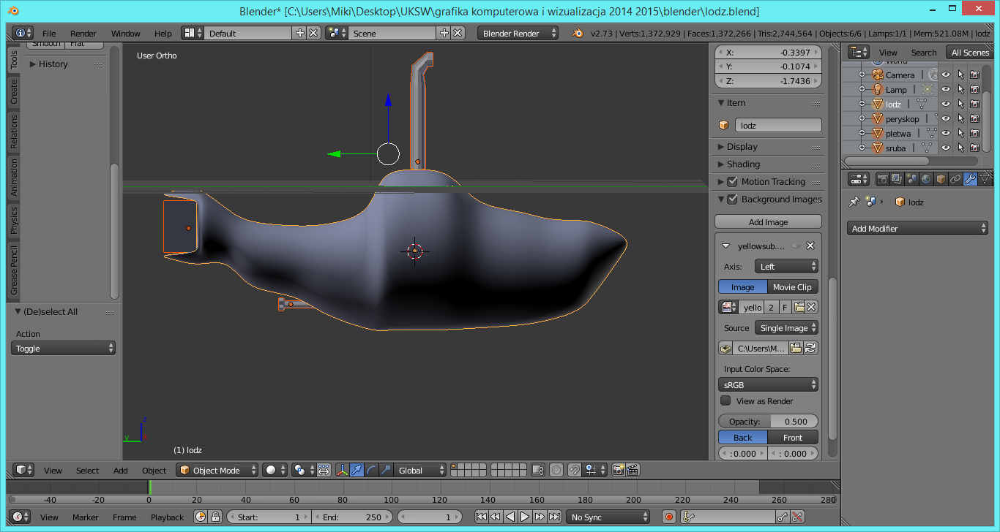 Blender* [C:\Users\Miki\Desktop\UKSW\grafika komputerowa i wizualizacja 2014 2015\blender\lodz.blend]
File Render Window Help Default Scene Blender Render v2.73 | Verts:1,372,929 | Faces:1,372,266 | Tris:2,744,564 | Objects:6/6 | Lamps:1/1 | Mem:521.08M | lodz
Smooth Flat
History
Tools
Create
Relations
Animation
Physics
Grease Pencil
(De)select All
Action
Toggle
User Ortho
z
y
x
(1) lodz
X: -0.3397
Y: -0.1074
Z: -1.7436
Item
lodz
Display
Shading
Motion Tracking
Background Images
Add Image
yellowsub....
Axis: Left
Image Movie Clip
yello 2 F
Source Single Image
C:\Users\M...
Input Color Space:
sRGB
View as Render
Opacity: 0.500
Back Front
:0.000 : 0.000
View Search All Scenes
World
Camera
Lamp
lodz
peryskop
pletwa
sruba
lodz
Add Modifier
View Select Add Object Object Mode Global
-40 -20 0 20 40 60 80 100 120 140 160 180 200 220 240 260 280
View Marker Frame Playback Start: 1 End: 250 1 No Sync